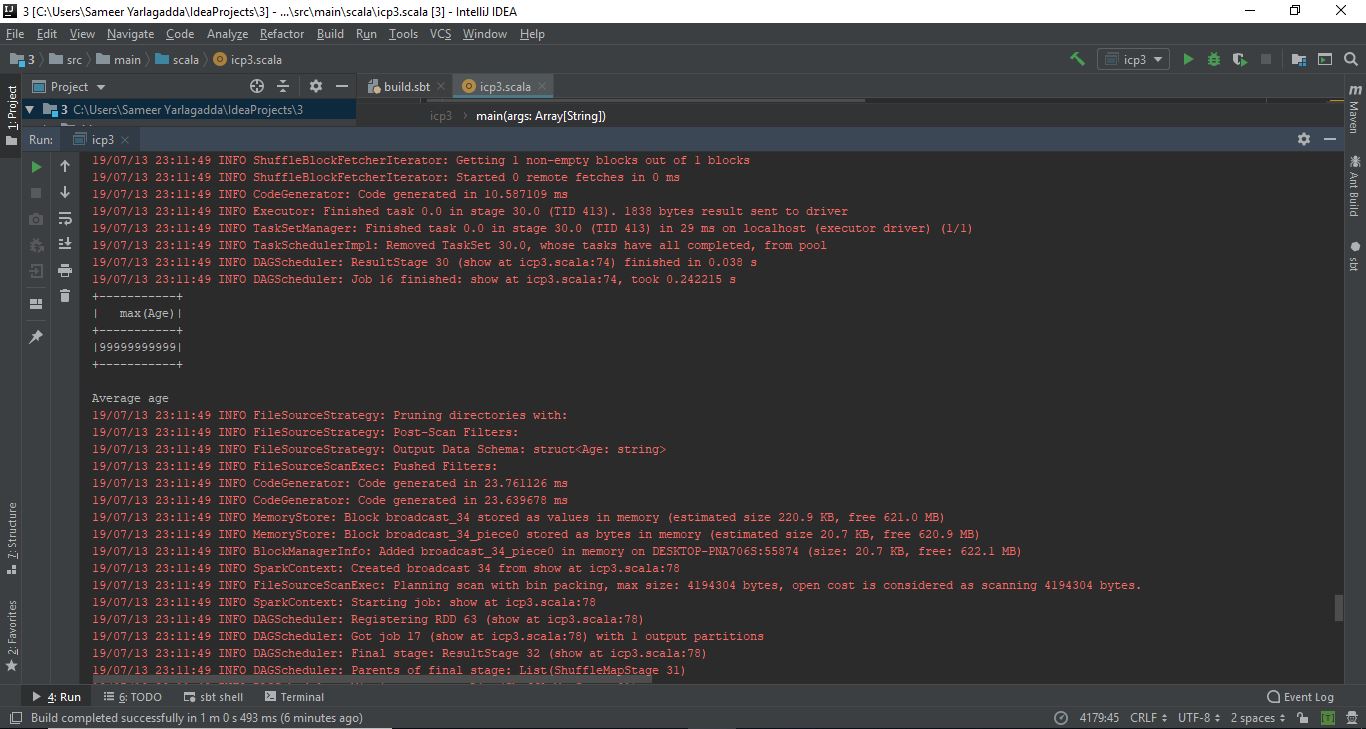 3 [C:\Users\Sameer Yarlagadda\IdeaProjects\3] - ...\src\main\scala\icp3.scala [3] - IntelliJ IDEA
File Edit View Navigate Code Analyze Refactor Build Run Tools VCS Window Help
3 src main scala icp3.scala icp3
1: Project
Project
build.sbt icp3.scala
3 C:\Users\Sameer Yarlagadda\IdeaProjects\3
icp3 main(args: Array[String])
Run: icp3
19/07/13 23:11:49 INFO ShuffleBlockFetcherIterator: Getting 1 non-empty blocks out of 1 blocks
19/07/13 23:11:49 INFO ShuffleBlockFetcherIterator: Started 0 remote fetches in 0 ms
19/07/13 23:11:49 INFO CodeGenerator: Code generated in 10.587109 ms
19/07/13 23:11:49 INFO Executor: Finished task 0.0 in stage 30.0 (TID 413). 1838 bytes result sent to driver
19/07/13 23:11:49 INFO TaskSetManager: Finished task 0.0 in stage 30.0 (TID 413) in 29 ms on localhost (executor driver) (1/1)
19/07/13 23:11:49 INFO TaskSchedulerImpl: Removed TaskSet 30.0, whose tasks have all completed, from pool
19/07/13 23:11:49 INFO DAGScheduler: ResultStage 30 (show at icp3.scala:74) finished in 0.038 s
19/07/13 23:11:49 INFO DAGScheduler: Job 16 finished: show at icp3.scala:74, took 0.242215 s
+-----------+
|   max(Age)|
+-----------+
|99999999999|
+-----------+
Average age
19/07/13 23:11:49 INFO FileSourceStrategy: Pruning directories with:
19/07/13 23:11:49 INFO FileSourceStrategy: Post-Scan Filters:
19/07/13 23:11:49 INFO FileSourceStrategy: Output Data Schema: struct<Age: string>
19/07/13 23:11:49 INFO FileSourceScanExec: Pushed Filters:
19/07/13 23:11:49 INFO CodeGenerator: Code generated in 23.761126 ms
19/07/13 23:11:49 INFO CodeGenerator: Code generated in 23.639678 ms
19/07/13 23:11:49 INFO MemoryStore: Block broadcast_34 stored as values in memory (estimated size 220.9 KB, free 621.0 MB)
19/07/13 23:11:49 INFO MemoryStore: Block broadcast_34_piece0 stored as bytes in memory (estimated size 20.7 KB, free 620.9 MB)
19/07/13 23:11:49 INFO BlockManagerInfo: Added broadcast_34_piece0 in memory on DESKTOP-PNA706S:55874 (size: 20.7 KB, free: 622.1 MB)
19/07/13 23:11:49 INFO SparkContext: Created broadcast 34 from show at icp3.scala:78
19/07/13 23:11:49 INFO FileSourceScanExec: Planning scan with bin packing, max size: 4194304 bytes, open cost is considered as scanning 4194304 bytes.
19/07/13 23:11:49 INFO SparkContext: Starting job: show at icp3.scala:78
19/07/13 23:11:49 INFO DAGScheduler: Registering RDD 63 (show at icp3.scala:78)
19/07/13 23:11:49 INFO DAGScheduler: Got job 17 (show at icp3.scala:78) with 1 output partitions
19/07/13 23:11:49 INFO DAGScheduler: Final stage: ResultStage 32 (show at icp3.scala:78)
19/07/13 23:11:49 INFO DAGScheduler: Parents of final stage: List(ShuffleMapStage 31)
Z: Structure
2: Favorites
m Maven
Ant Build
sbt
4: Run 6: TODO sbt shell Terminal Event Log
Build completed successfully in 1 m 0 s 493 ms (6 minutes ago) 4179:45 CRLF UTF-8 2 spaces